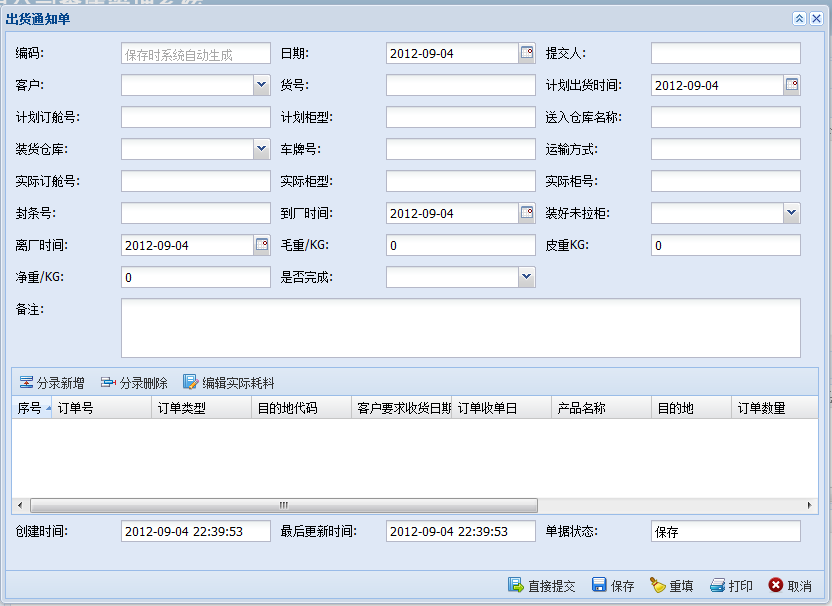 出货通知单
编码: 保存时系统自动生成 日期: 2012-09-04 提交人:
客户: 货号: 计划出货时间: 2012-09-04
计划订舱号: 计划柜型: 送入仓库名称:
装货仓库: 车牌号: 运输方式:
实际订舱号: 实际柜型: 实际柜号:
封条号: 到厂时间: 2012-09-04 装好未拉柜:
离厂时间: 2012-09-04 毛重/KG: 0 皮重KG: 0
净重/KG: 0 是否完成:
备注:
分录新增 分录删除 编辑实际耗料
序号 订单号 订单类型 目的地代码 客户要求收货日期 订单收单日 产品名称 目的地 订单数量
创建时间: 2012-09-04 22:39:53 最后更新时间: 2012-09-04 22:39:53 单据状态: 保存
直接提交 保存 重填 打印 取消